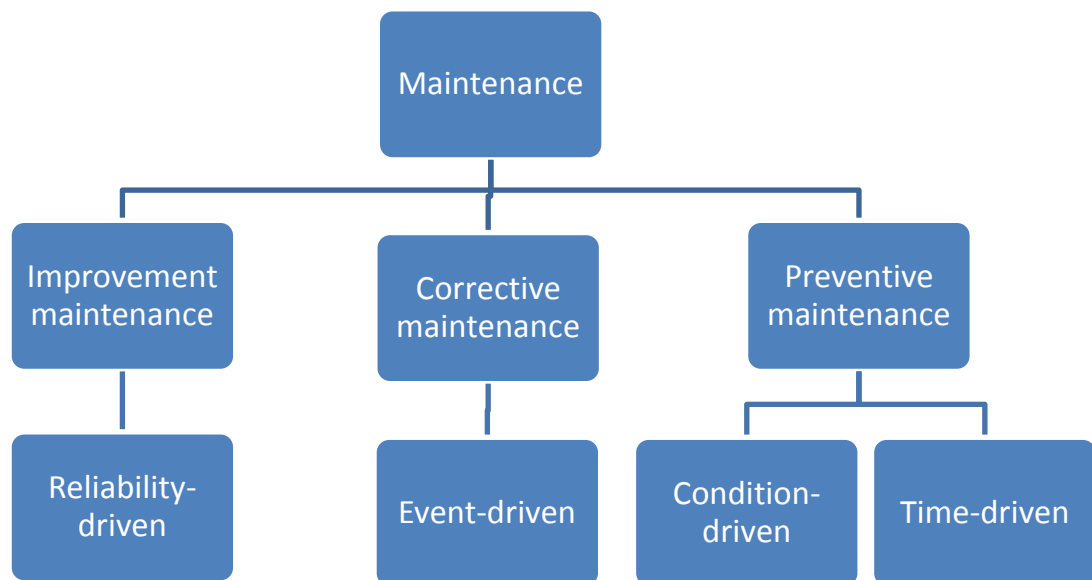 Maintenance
Improvement
maintenance
Corrective
maintenance
Preventive
maintenance
Reliability-
driven
Event-driven
Condition-
driven
Time-driven